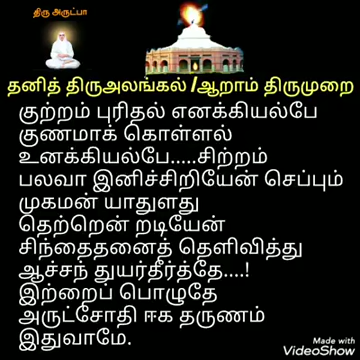 திரு அருட்பா
தனித் திருஅலங்கல் /ஆறாம் திருமுறை
குற்றம் புரிதல் எனக்கியல்பே
குணமாக் கொள்ளல்
உனக்கியல்பே.....சிற்றம்
பலவா இனிச்சிறியேன் செப்பும்
முகமன் யாதுளது
தெற்றென் றடியேன்
சிந்தைதனைத் தெளிவித்து
ஆச்சந் துயர்தீர்த்தே....!
இற்றைப் பொழுதே
அருட்சோதி ஈக தருணம்
இதுவாமே.
Made with
VideoShow